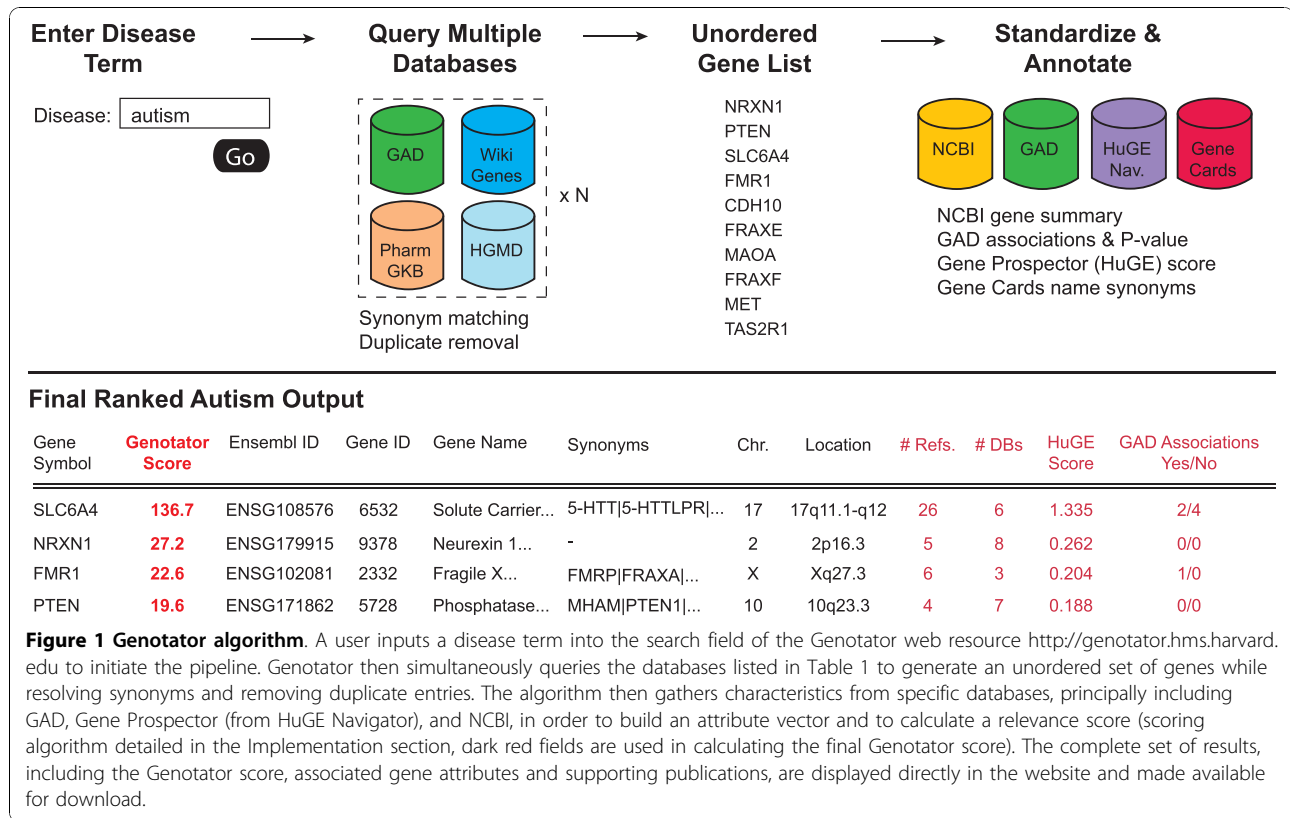 Enter Disease Term
Query Multiple Databases
Unordered Gene List
Standardize & Annotate
Disease: autism
Go
GAD
Wiki Genes
Pharm GKB
HGMD
x N
Synonym matching
Duplicate removal
NRXN1
PTEN
SLC6A4
FMR1
CDH10
FRAXE
MAOA
FRAXF
MET
TAS2R1
NCBI
GAD
HuGE Nav.
Gene Cards
NCBI gene summary
GAD associations & P-value
Gene Prospector (HuGE) score
Gene Cards name synonyms
Final Ranked Autism Output
Gene Symbol Genotator Score Ensembl ID Gene ID Gene Name Synonyms Chr. Location # Refs. # DBs HuGE Score GAD Associations Yes/No
SLC6A4 136.7 ENSG108576 6532 Solute Carrier... 5-HTT|5-HTTLPR|... 17 17q11.1-q12 26 6 1.335 2/4
NRXN1 27.2 ENSG179915 9378 Neurexin 1... - 2 2p16.3 5 8 0.262 0/0
FMR1 22.6 ENSG102081 2332 Fragile X... FMRP|FRAXA|... X Xq27.3 6 3 0.204 1/0
PTEN 19.6 ENSG171862 5728 Phosphatase... MHAM|PTEN1|... 10 10q23.3 4 7 0.188 0/0
Figure 1 Genotator algorithm. A user inputs a disease term into the search field of the Genotator web resource http://genotator.hms.harvard.
edu to initiate the pipeline. Genotator then simultaneously queries the databases listed in Table 1 to generate an unordered set of genes while
resolving synonyms and removing duplicate entries. The algorithm then gathers characteristics from specific databases, principally including
GAD, Gene Prospector (from HuGE Navigator), and NCBI, in order to build an attribute vector and to calculate a relevance score (scoring
algorithm detailed in the Implementation section, dark red fields are used in calculating the final Genotator score). The complete set of results,
including the Genotator score, associated gene attributes and supporting publications, are displayed directly in the website and made available
for download.